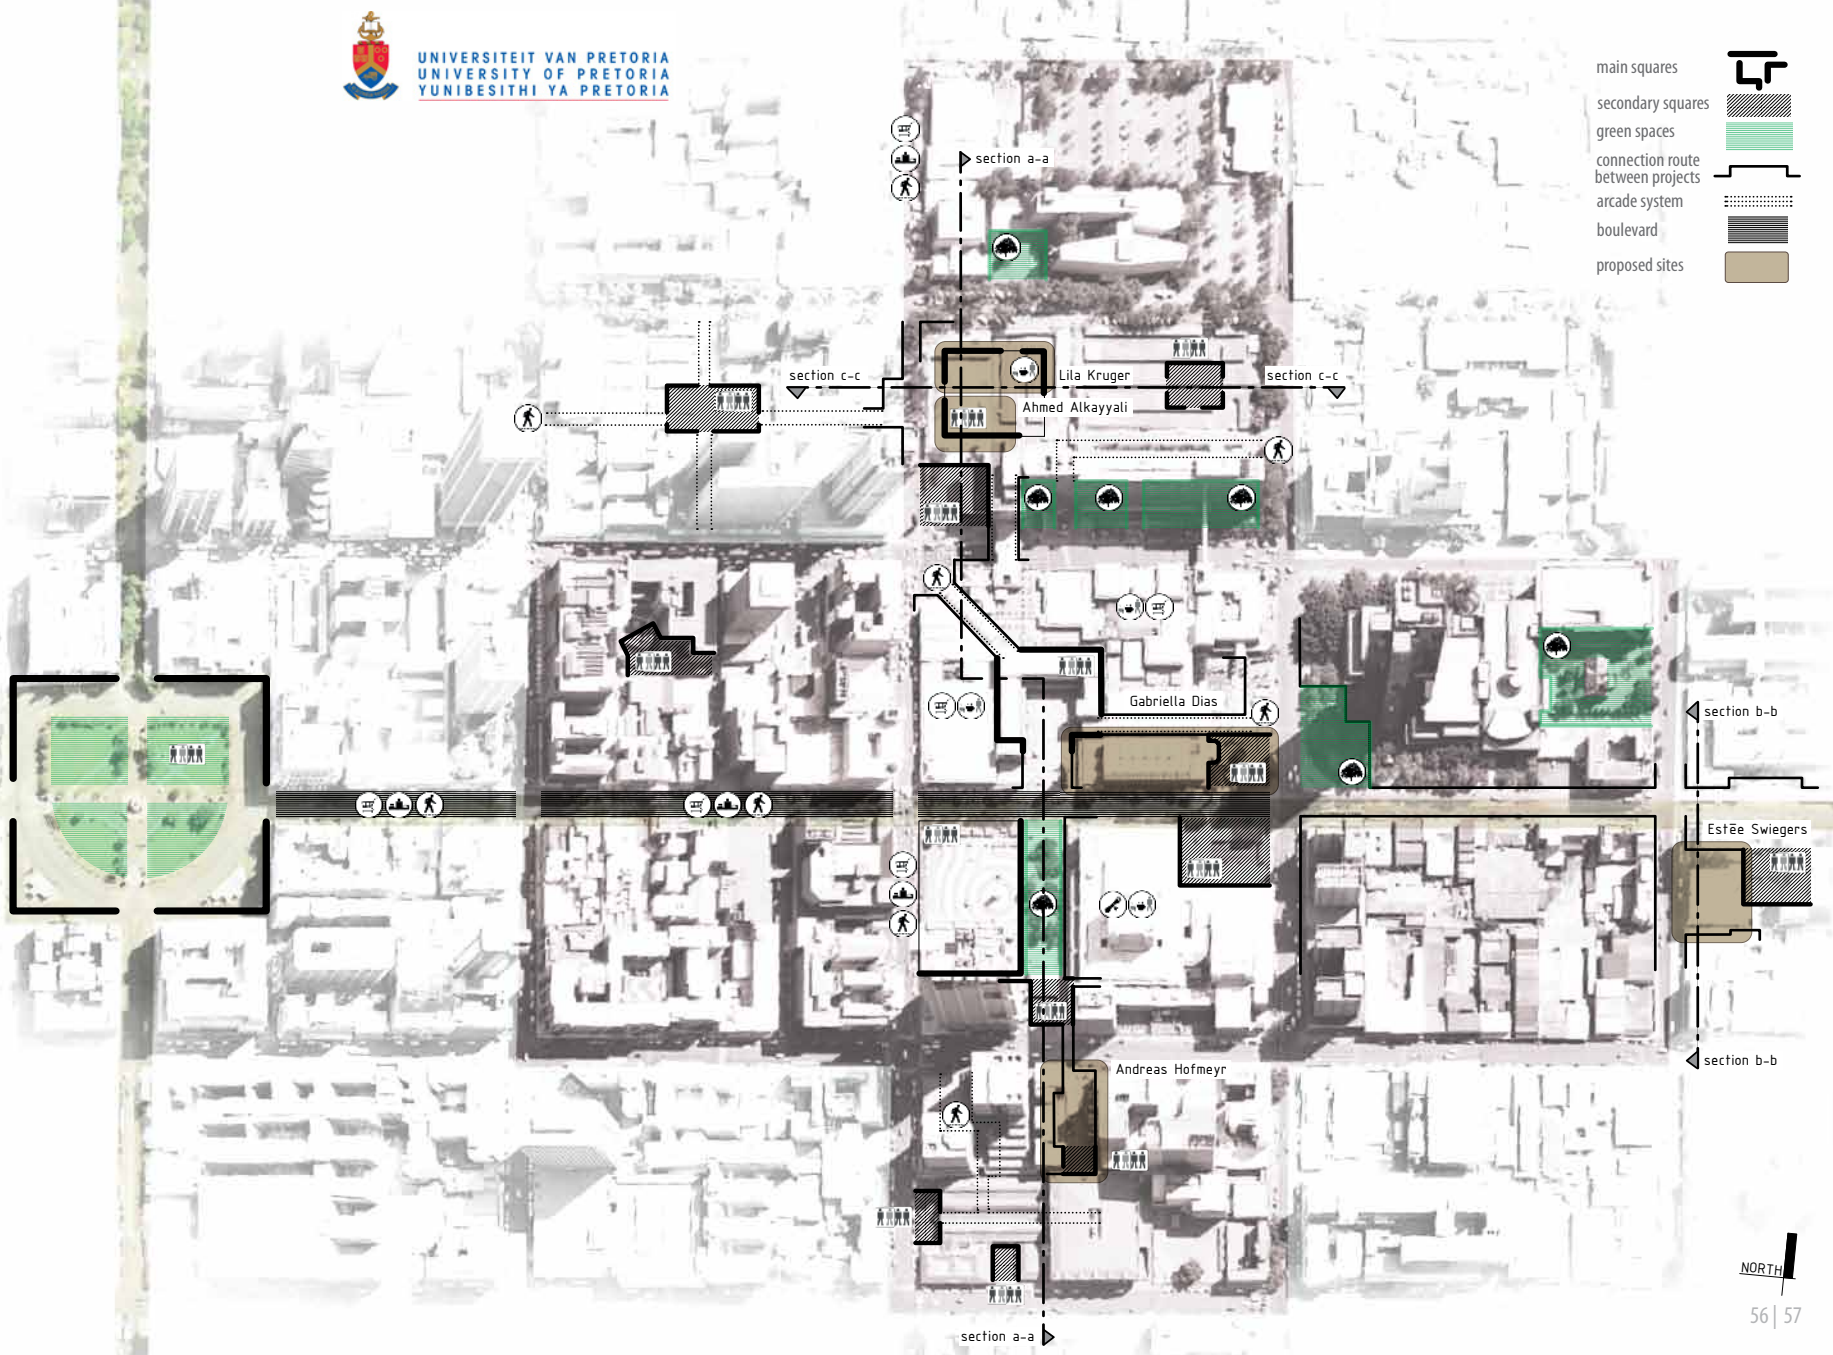 UNIVERSITEIT VAN PRETORIA
UNIVERSITY OF PRETORIA
YUNIBESITHI YA PRETORIA
main squares
secondary squares
green spaces
connection route
between projects
arcade system
boulevard
proposed sites
section a-a
section c-c
Lila Kruger
section c-c
Ahmed Alkayyali
Gabriella Dias
section b-b
Estëe Swiegers
section b-b
Andreas Hofmeyr
section a-a
NORTH
56 | 57